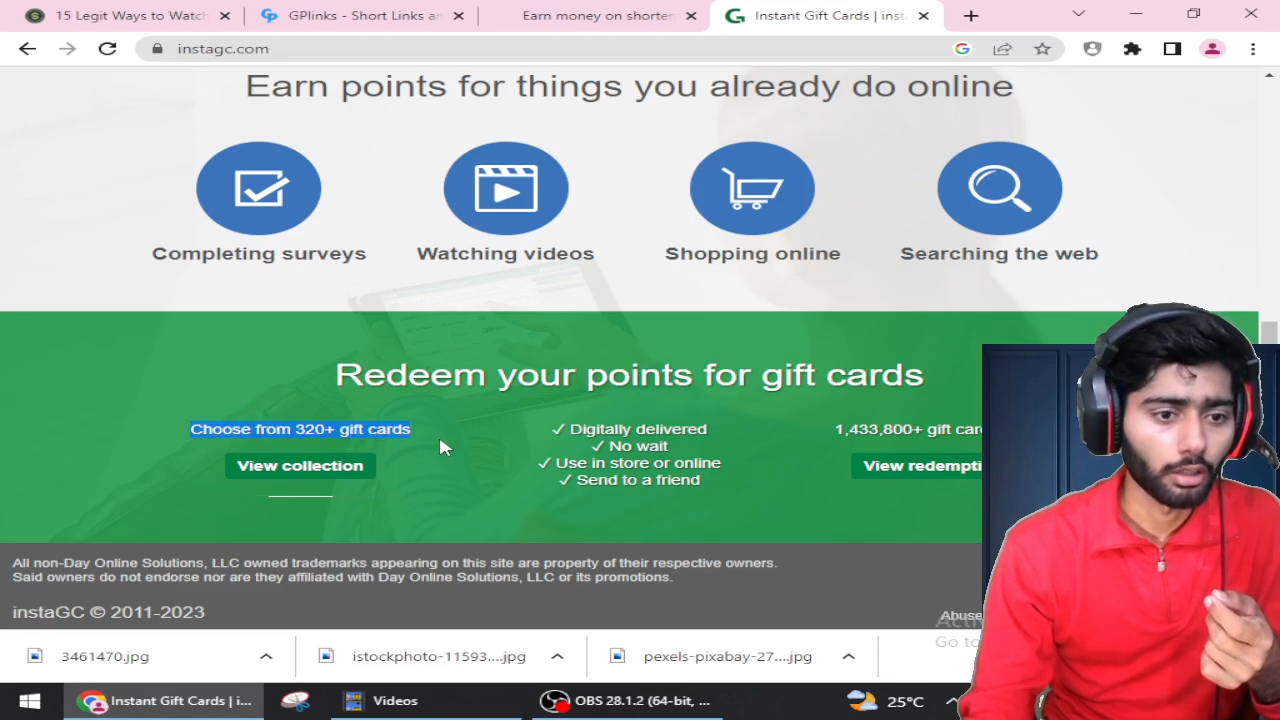 15 Legit Ways to Watch
GPlinks - Short Links an
Earn money on shorten
Instant Gift Cards | inst
instagc.com
Earn points for things you already do online
Completing surveys
Watching videos
Shopping online
Searching the web
Redeem your points for gift cards
Choose from 320+ gift cards
View collection
✓ Digitally delivered
✓ No wait
✓ Use in store or online
✓ Send to a friend
1,433,800+ gift car
View redempti
All non-Day Online Solutions, LLC owned trademarks appearing on this site are property of their respective owners.
Said owners do not endorse nor are they affiliated with Day Online Solutions, LLC or its promotions.
instaGC © 2011-2023
Abuse
Acti
Go to
3461470.jpg
istockphoto-11593....jpg
pexels-pixabay-27....jpg
Instant Gift Cards | i...
Videos
OBS 28.1.2 (64-bit, ...
25°C